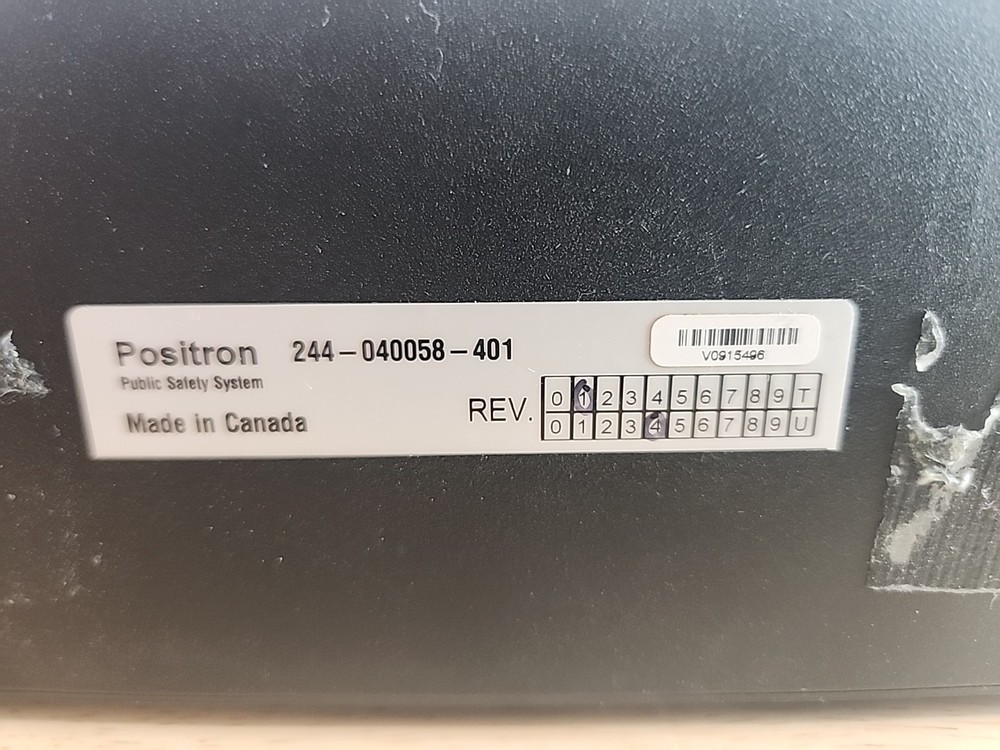 Positron 244-040058-401
Public Safety System
Made in Canada
V0915496
REV.
0 1 2 3 4 5 6 7 8 9 T
0 1 2 3 4 5 6 7 8 9 U